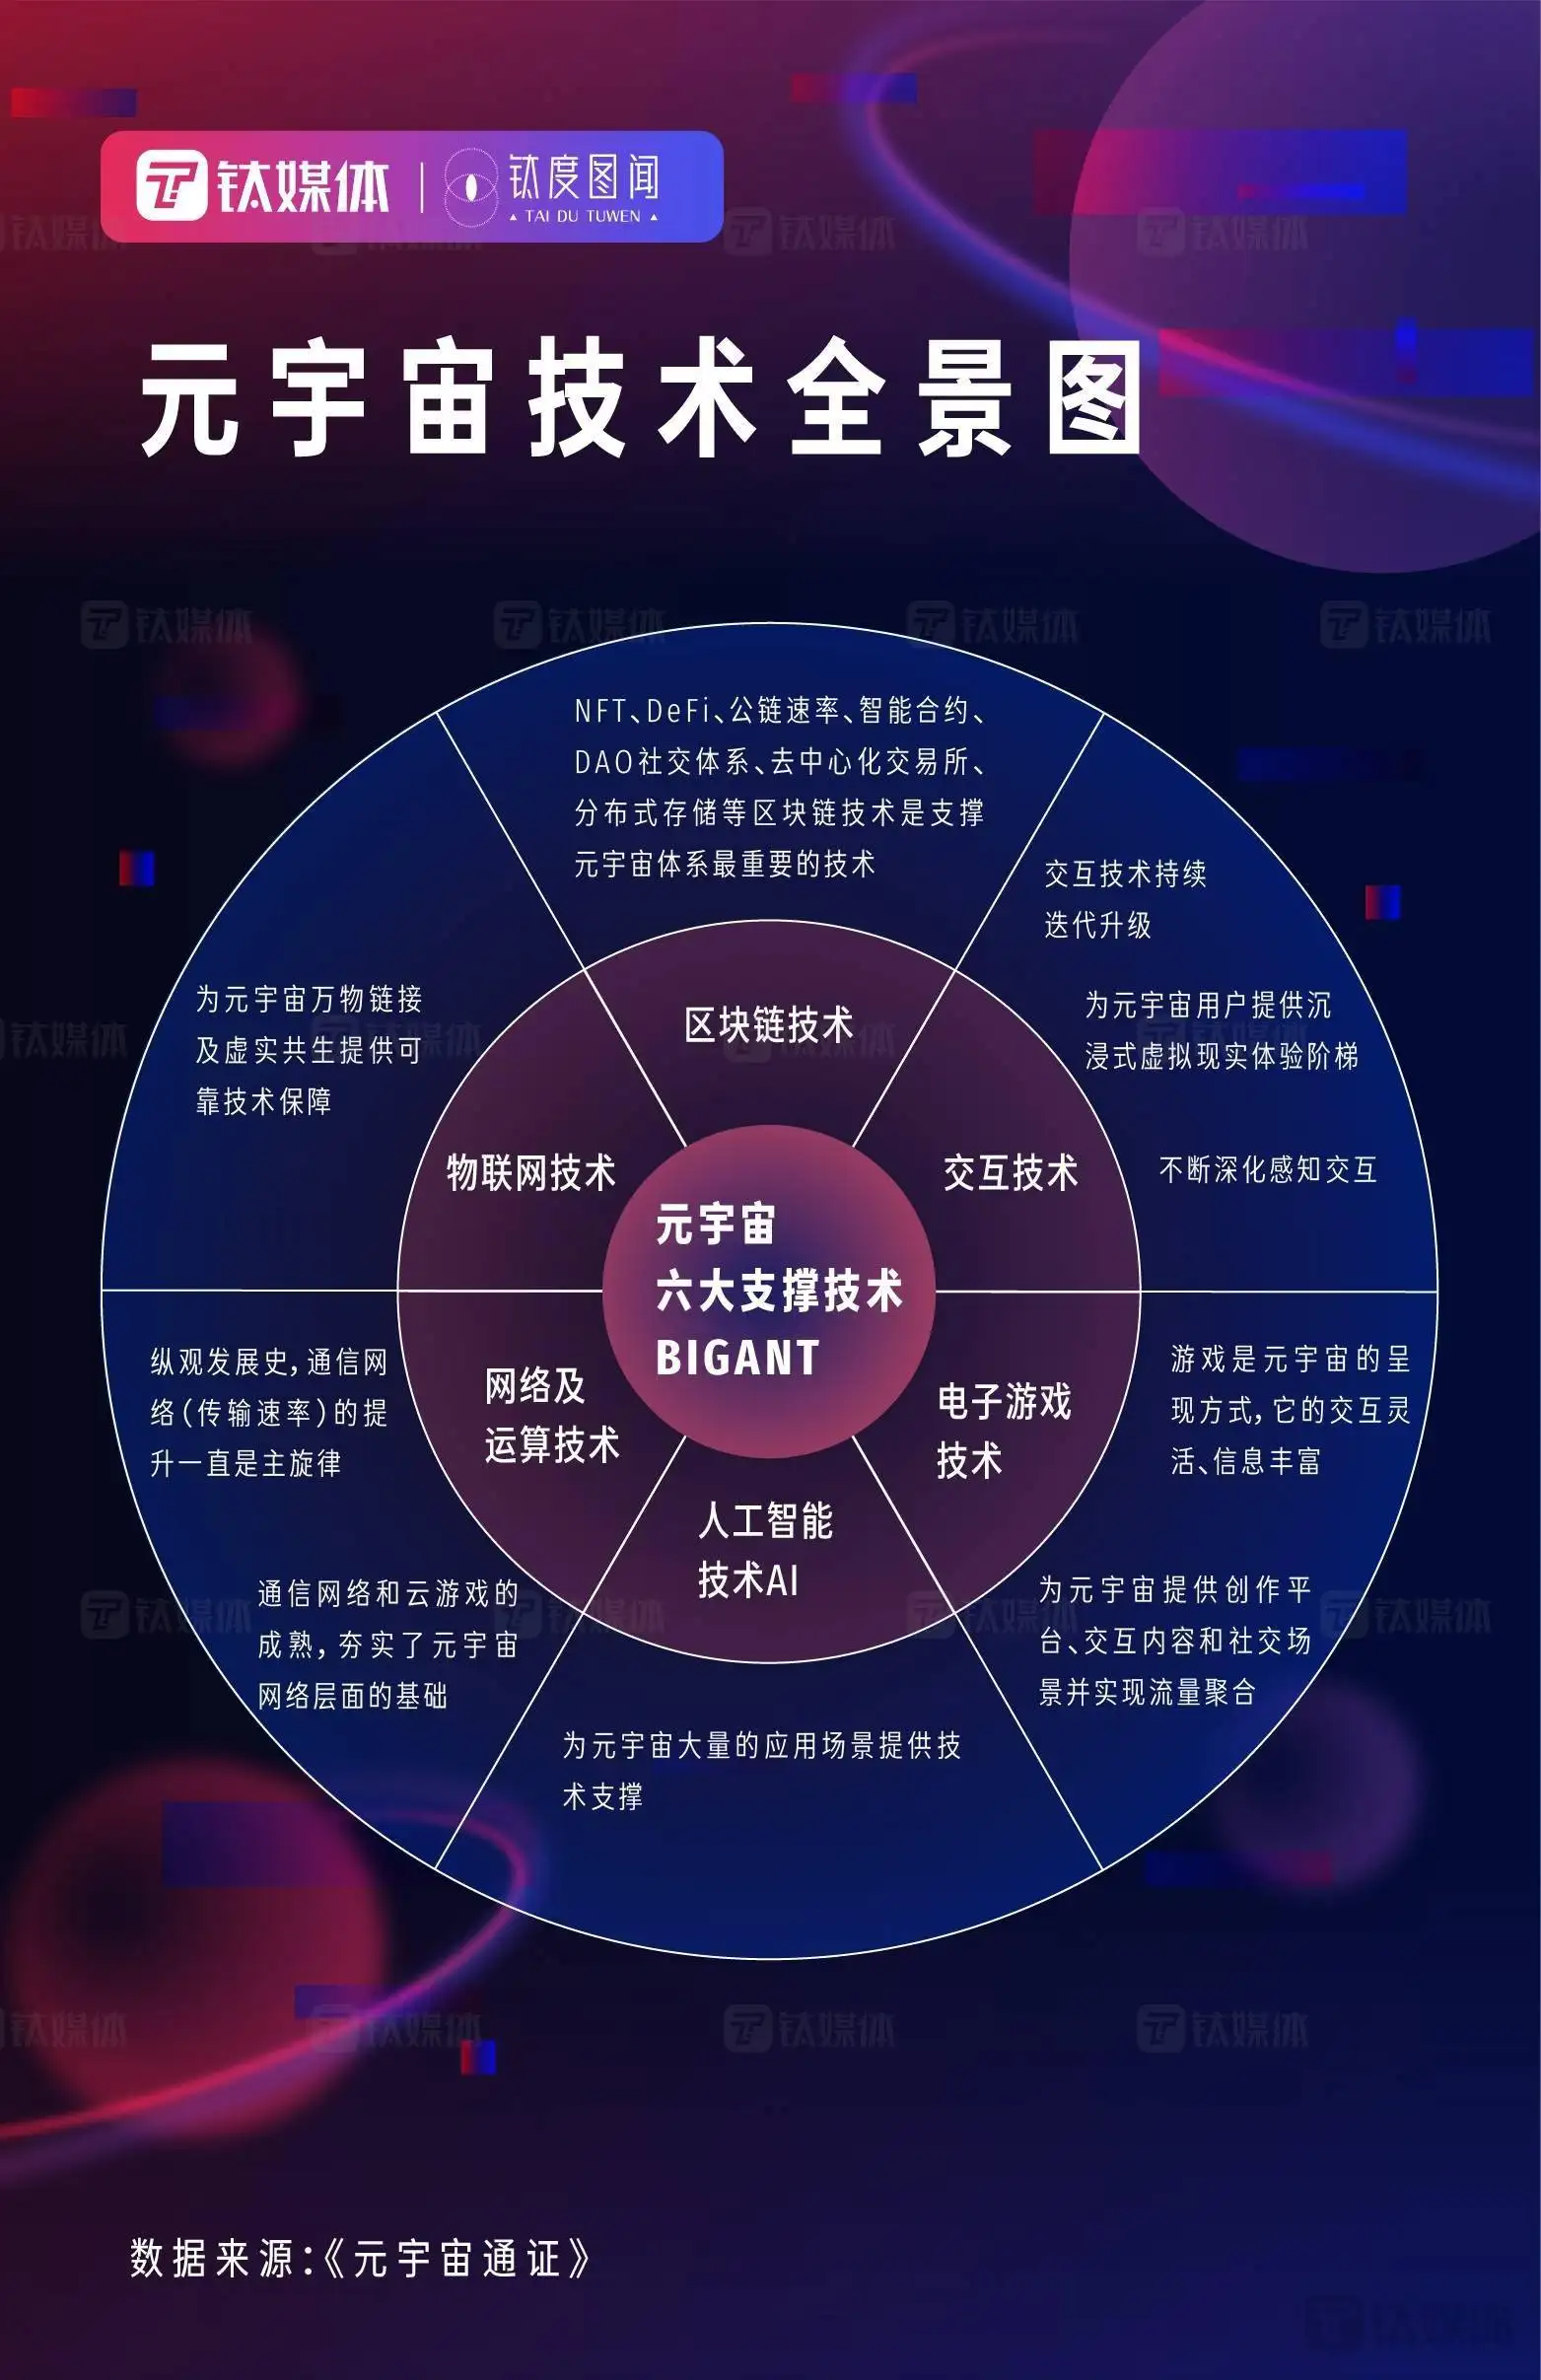 钛媒体
钛度图闻
TAI DU TUWEN
元宇宙技术全景图
NFT、DeFi、公链速率、智能合约、
DAO社交体系、去中心化交易所、
分布式存储等区块链技术是支撑
元宇宙体系最重要的技术
区块链技术
交互技术持续
迭代升级
为元宇宙用户提供沉
浸式虚拟现实体验阶梯
不断深化感知交互
交互技术
为元宇宙万物链接
及虚实共生提供可
靠技术保障
物联网技术
元宇宙
六大支撑技术
BIGANT
纵观发展史，通信网
络（传输速率）的提
升一直是主旋律
通信网络和云游戏的
成熟，夯实了元宇宙
网络层面的基础
网络及
运算技术
电子游戏
技术
游戏是元宇宙的呈
现方式，它的交互灵
活、信息丰富
为元宇宙提供创作平
台、交互内容和社交场
景并实现流量聚合
人工智能
技术AI
为元宇宙大量的应用场景提供技
术支撑
数据来源：《元宇宙通证》